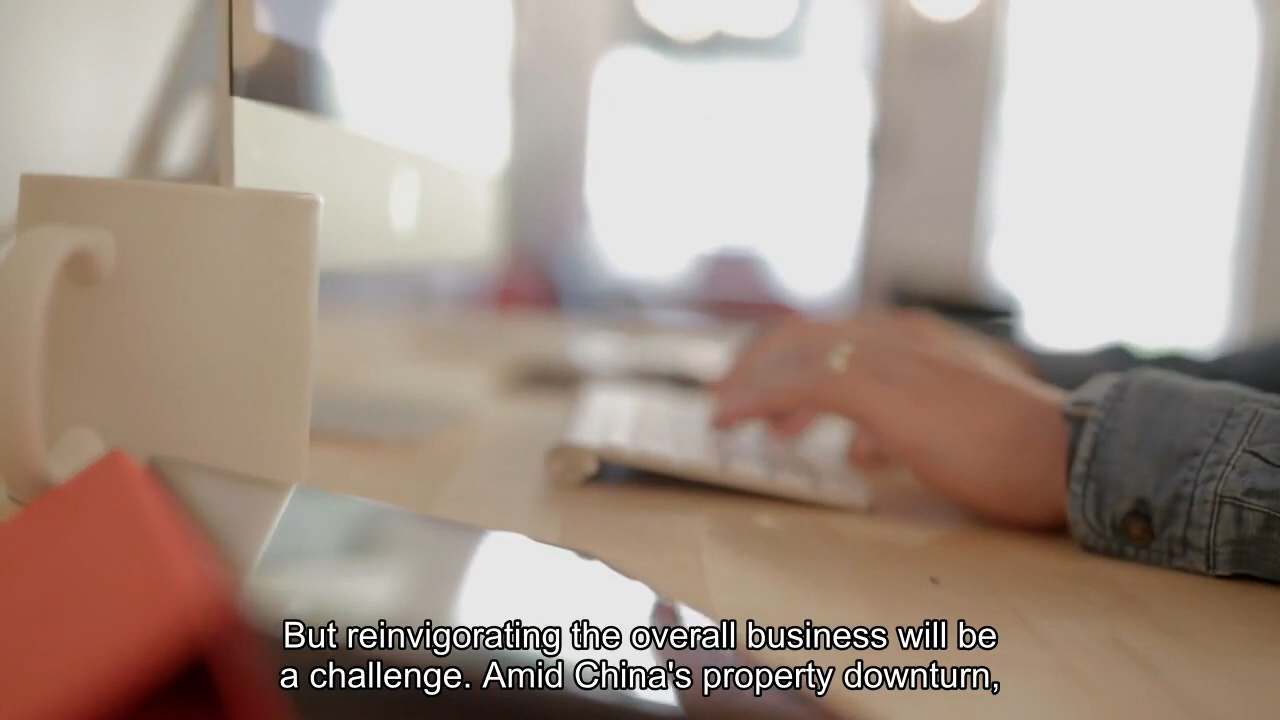 But reinvigorating the overall business will be
a challenge. Amid China's property downturn,